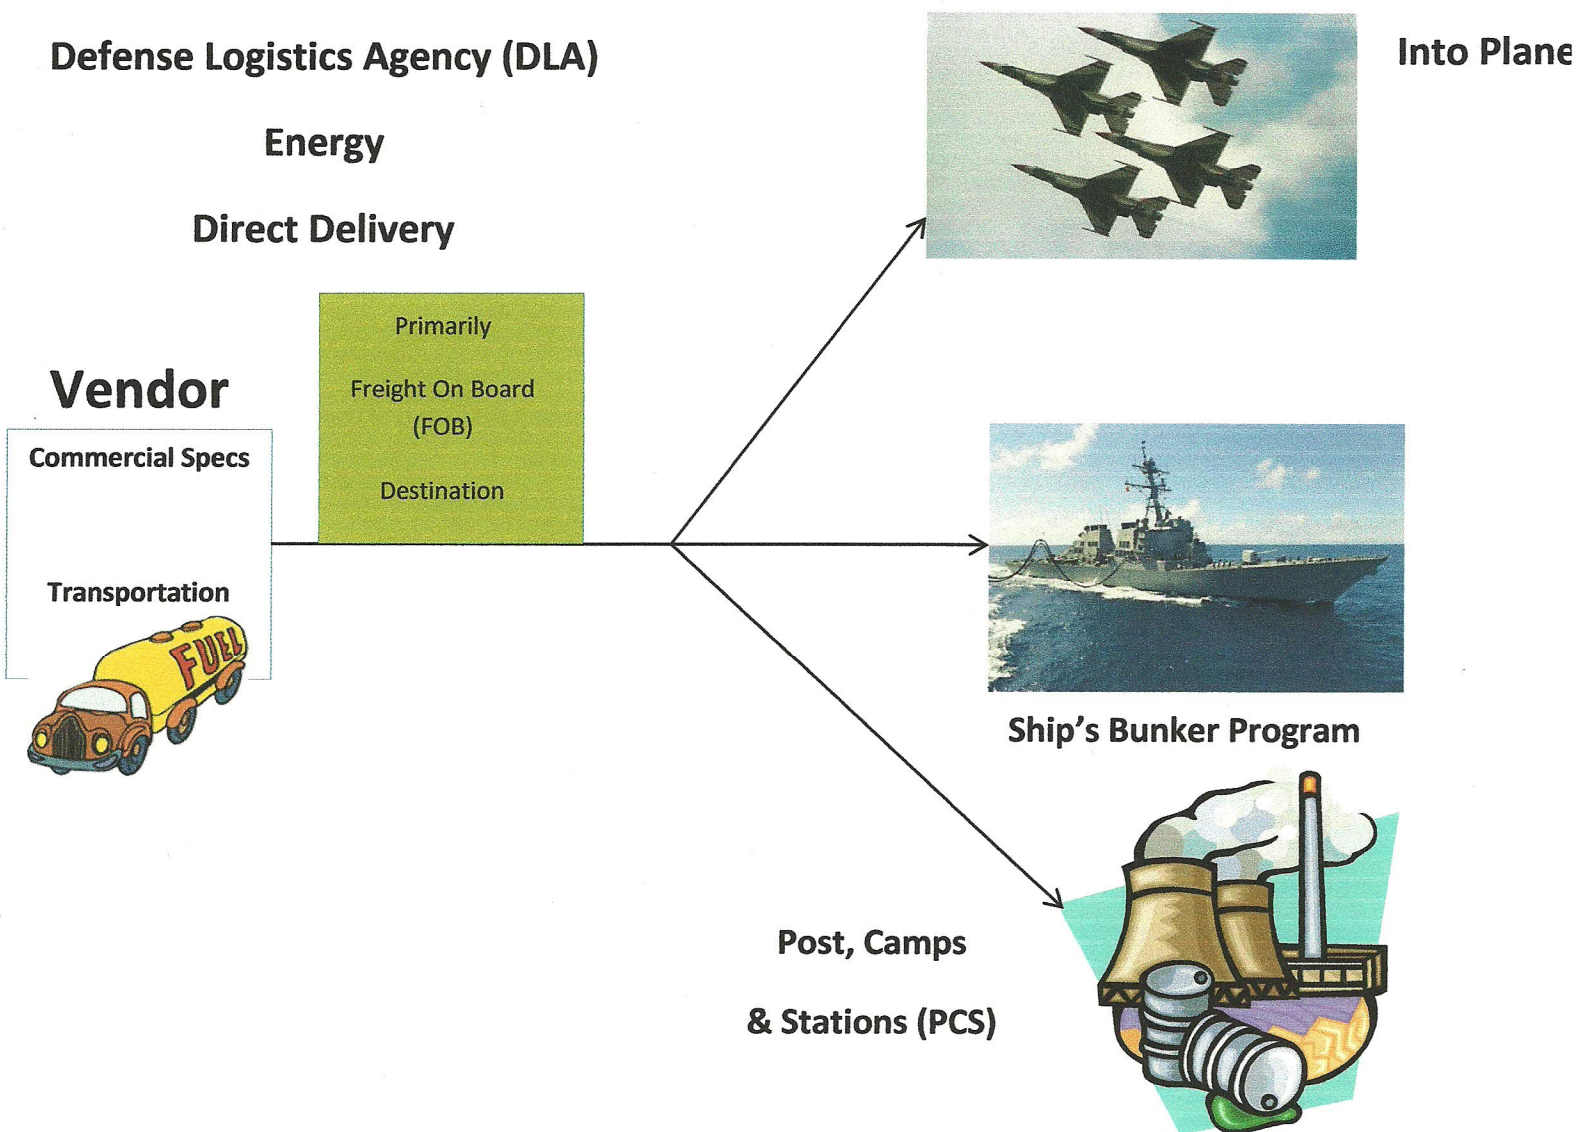 Defense Logistics Agency (DLA)
Energy
Direct Delivery
Into Plane
Primarily
Freight On Board
(FOB)
Destination
Vendor
Commercial Specs
Transportation
FUEL
Ship's Bunker Program
Post, Camps
& Stations (PCS)